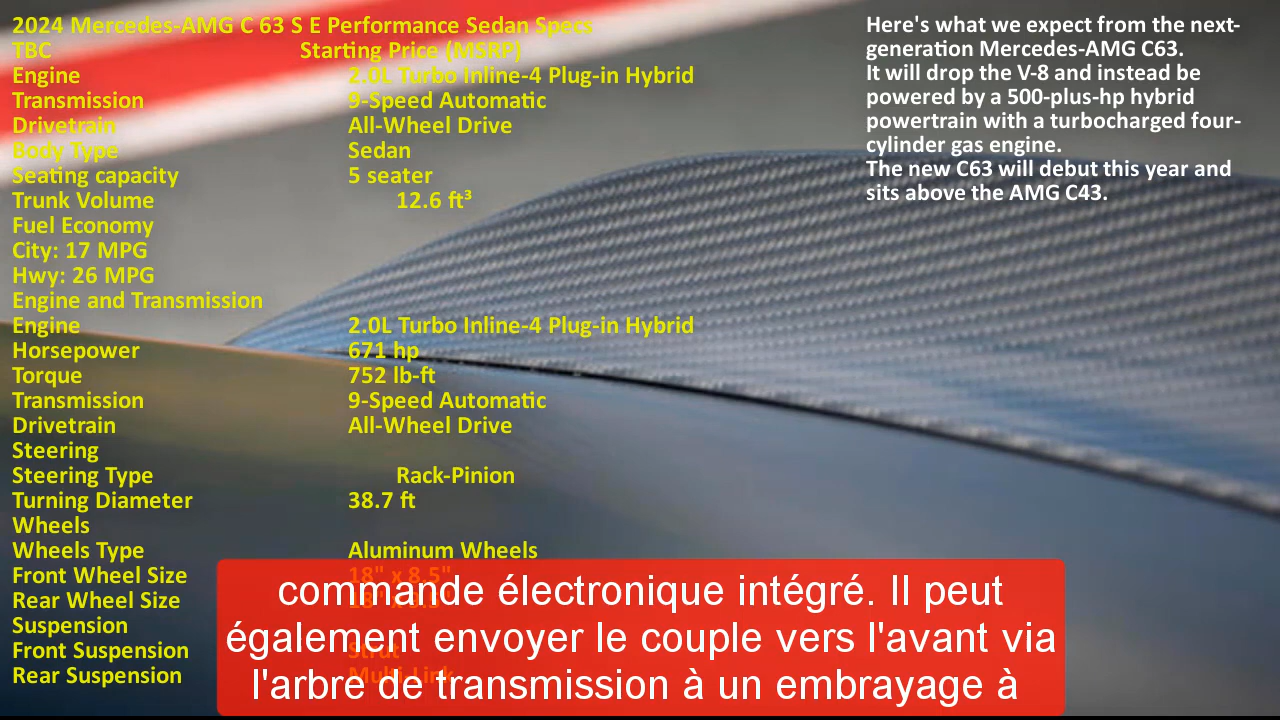 2024 Mercedes-AMG C 63 S E Performance Sedan Specs
TBC Starting Price (MSRP)
Engine 2.0L Turbo Inline-4 Plug-in Hybrid
Transmission 9-Speed Automatic
Drivetrain All-Wheel Drive
Body Type Sedan
Seating capacity 5 seater
Trunk Volume 12.6 ft³
Fuel Economy
City: 17 MPG
Hwy: 26 MPG
Engine and Transmission
Engine 2.0L Turbo Inline-4 Plug-in Hybrid
Horsepower 671 hp
Torque 752 lb-ft
Transmission 9-Speed Automatic
Drivetrain All-Wheel Drive
Steering
Steering Type Rack-Pinion
Turning Diameter 38.7 ft
Wheels
Wheels Type Aluminum Wheels
Front Wheel Size 18" x 8.5"
Rear Wheel Size
Suspension
Front Suspension Strut
Rear Suspension Multi-Link
Here's what we expect from the next-
generation Mercedes-AMG C63.
It will drop the V-8 and instead be
powered by a 500-plus-hp hybrid
powertrain with a turbocharged four-
cylinder gas engine.
The new C63 will debut this year and
sits above the AMG C43.
commande électronique intégré. Il peut
également envoyer le couple vers l'avant via
l'arbre de transmission à un embrayage à